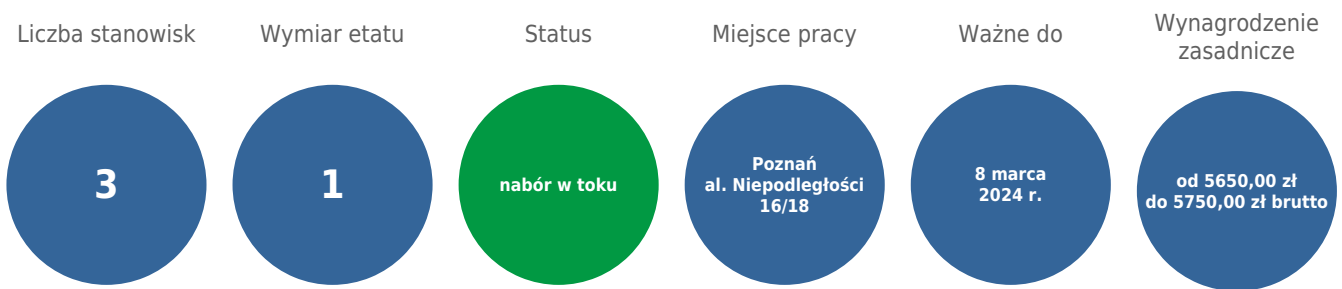 Liczba stanowisk
3
Wymiar etatu
1
Status
nabór w toku
Miejsce pracy
Poznań
al. Niepodległości
16/18
Ważne do
8 marca
2024 r.
Wynagrodzenie
zasadnicze
od 5650,00 zł
do 5750,00 zł brutto